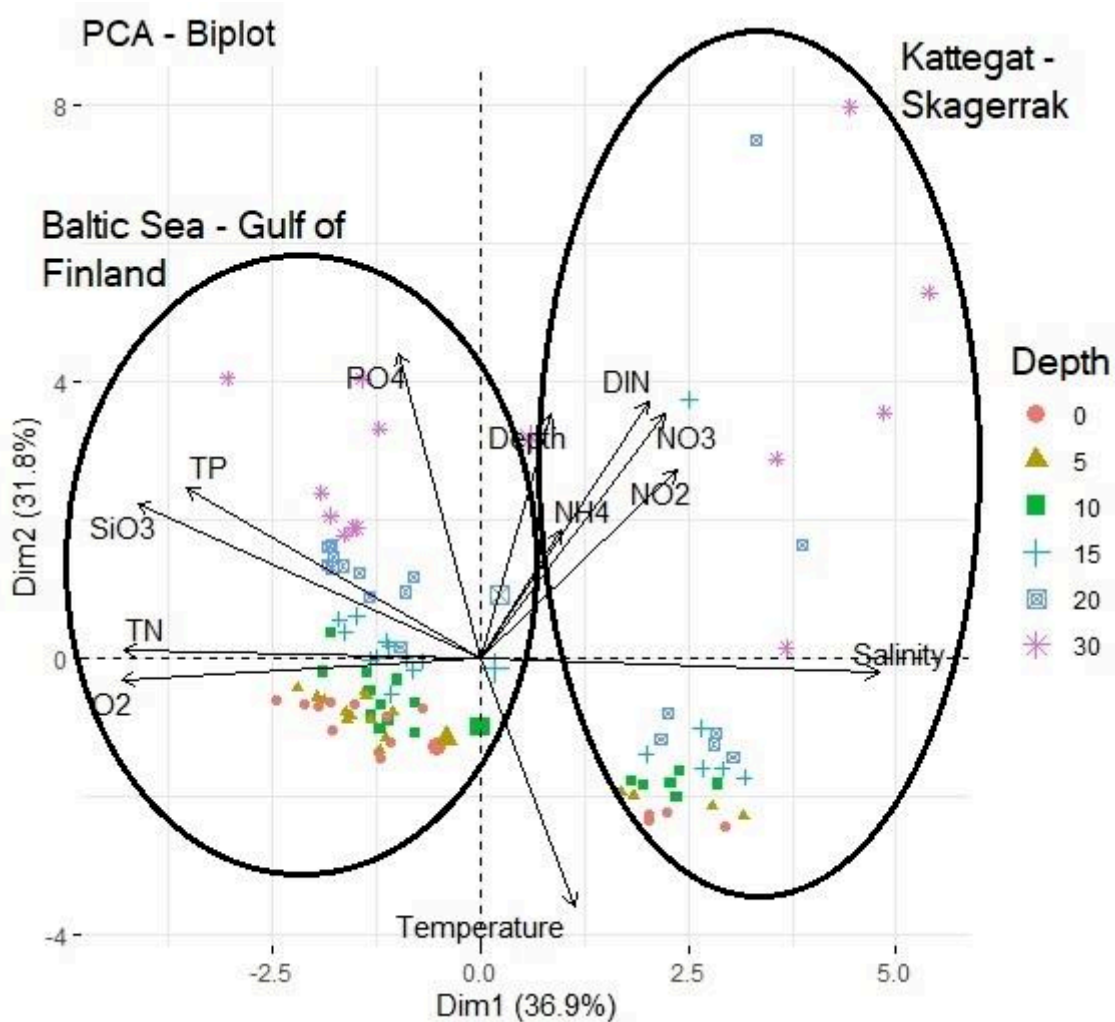 PCA - Biplot
Kattegat -
Skagerrak
Baltic Sea - Gulf of
Finland
8
4
0
-4
Dim2 (31.8%)
PO4
DIN
Depth
NO3
TP
NO2
SiO3
NH4
TN
Salinity
O2
Temperature
-2.5
0.0
2.5
5.0
Dim1 (36.9%)
Depth
0
5
10
15
20
30